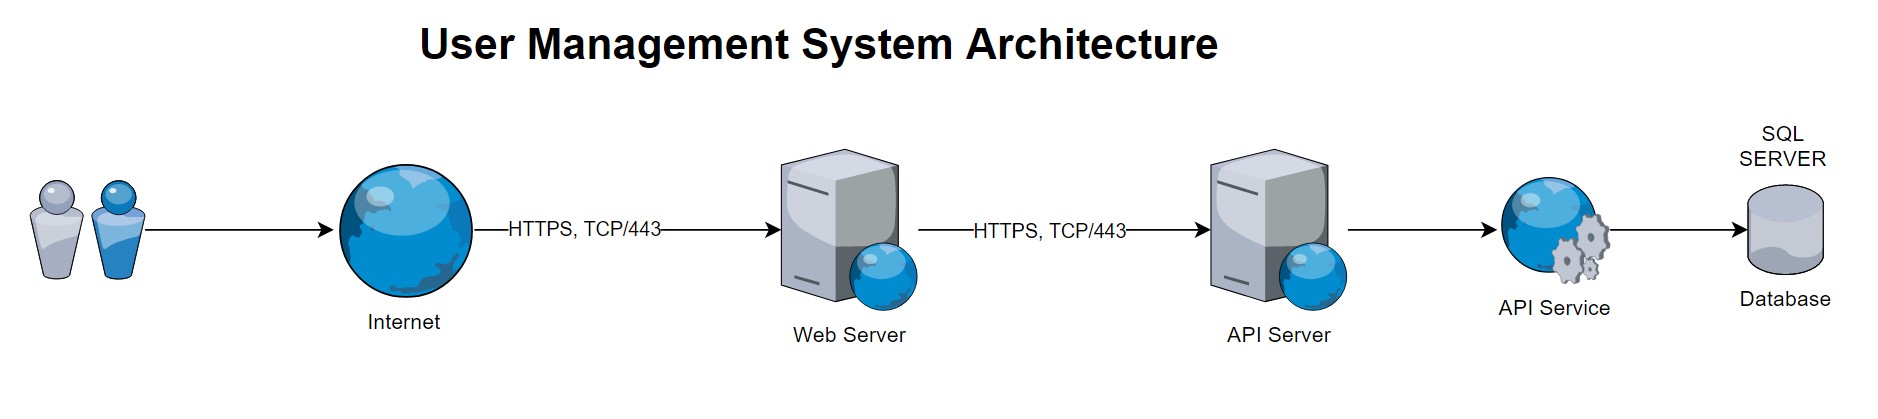 User Management System Architecture
SQL
SERVER
HTTPS, TCP/443
HTTPS, TCP/443
Internet
Web Server
API Server
API Service
Database